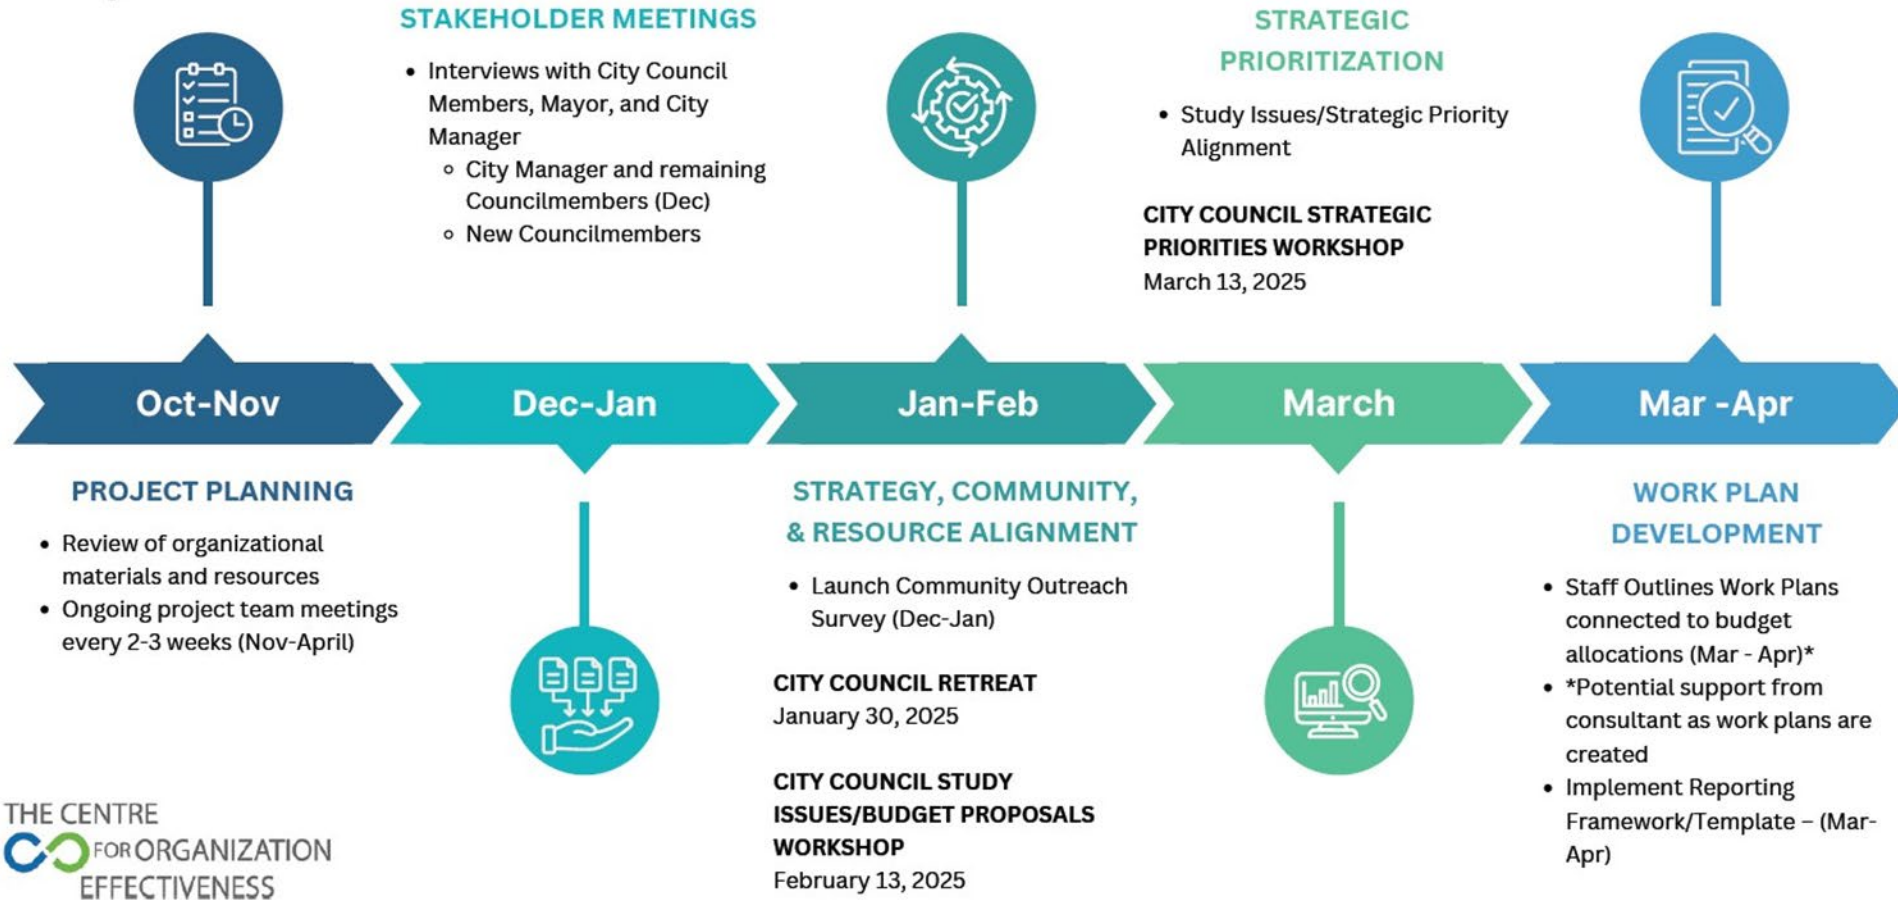 STAKEHOLDER MEETINGS
• Interviews with City Council
Members, Mayor, and City
Manager
◦ City Manager and remaining
Councilmembers (Dec)
◦ New Councilmembers
STRATEGIC
PRIORITIZATION
• Study Issues/Strategic Priority
Alignment
CITY COUNCIL STRATEGIC
PRIORITIES WORKSHOP
March 13, 2025
Oct-Nov
Dec-Jan
Jan-Feb
March
Mar -Apr
PROJECT PLANNING
• Review of organizational
materials and resources
• Ongoing project team meetings
every 2-3 weeks (Nov-April)
STRATEGY, COMMUNITY,
& RESOURCE ALIGNMENT
• Launch Community Outreach
Survey (Dec-Jan)
CITY COUNCIL RETREAT
January 30, 2025
CITY COUNCIL STUDY
ISSUES/BUDGET PROPOSALS
WORKSHOP
February 13, 2025
WORK PLAN
DEVELOPMENT
• Staff Outlines Work Plans
connected to budget
allocations (Mar - Apr)*
• *Potential support from
consultant as work plans are
created
• Implement Reporting
Framework/Template – (Mar-
Apr)
THE CENTRE
FOR ORGANIZATION
EFFECTIVENESS